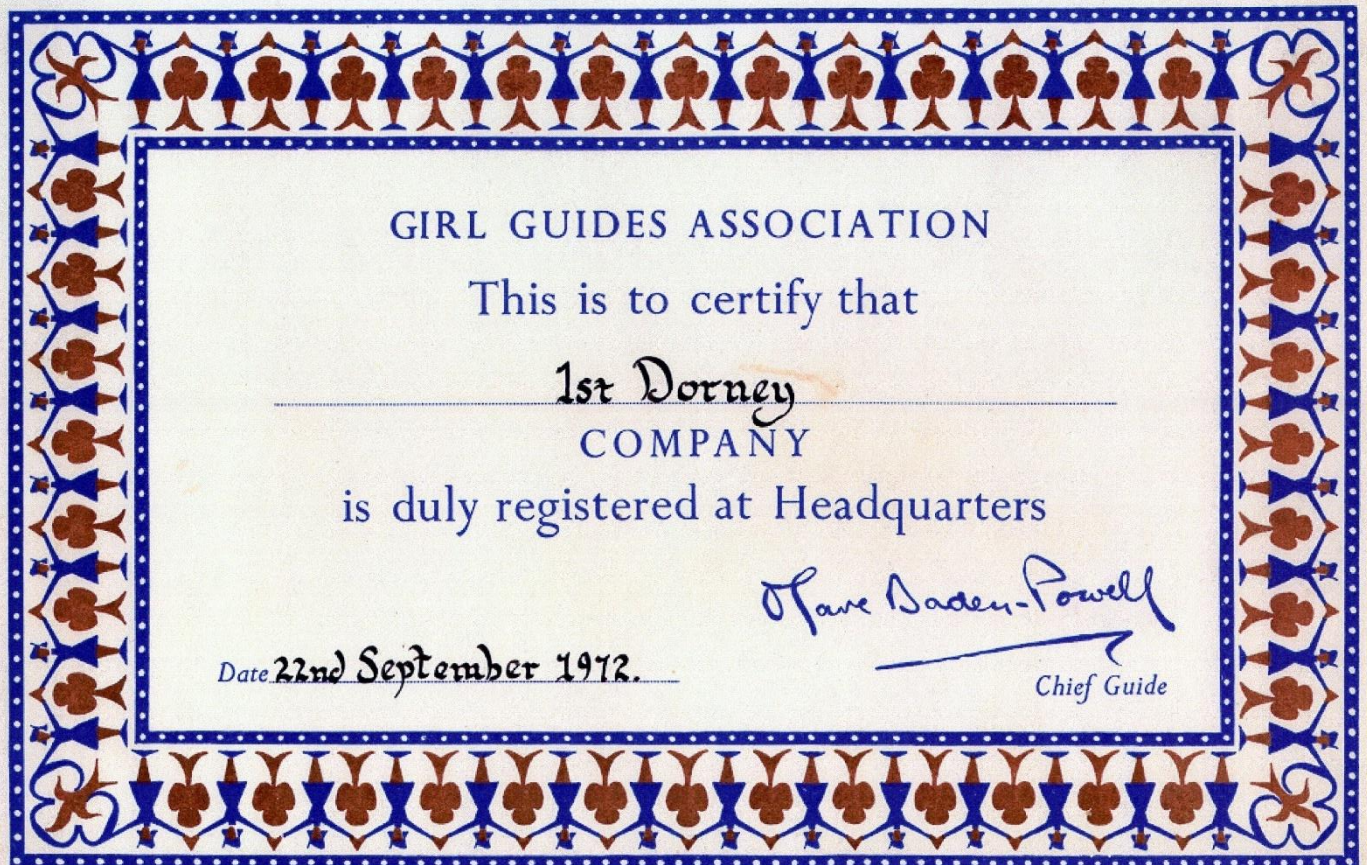 GIRL GUIDES ASSOCIATION
This is to certify that
1st Dorney
COMPANY
is duly registered at Headquarters
Olave Baden-Powell
Date 22nd September 1972.
Chief Guide